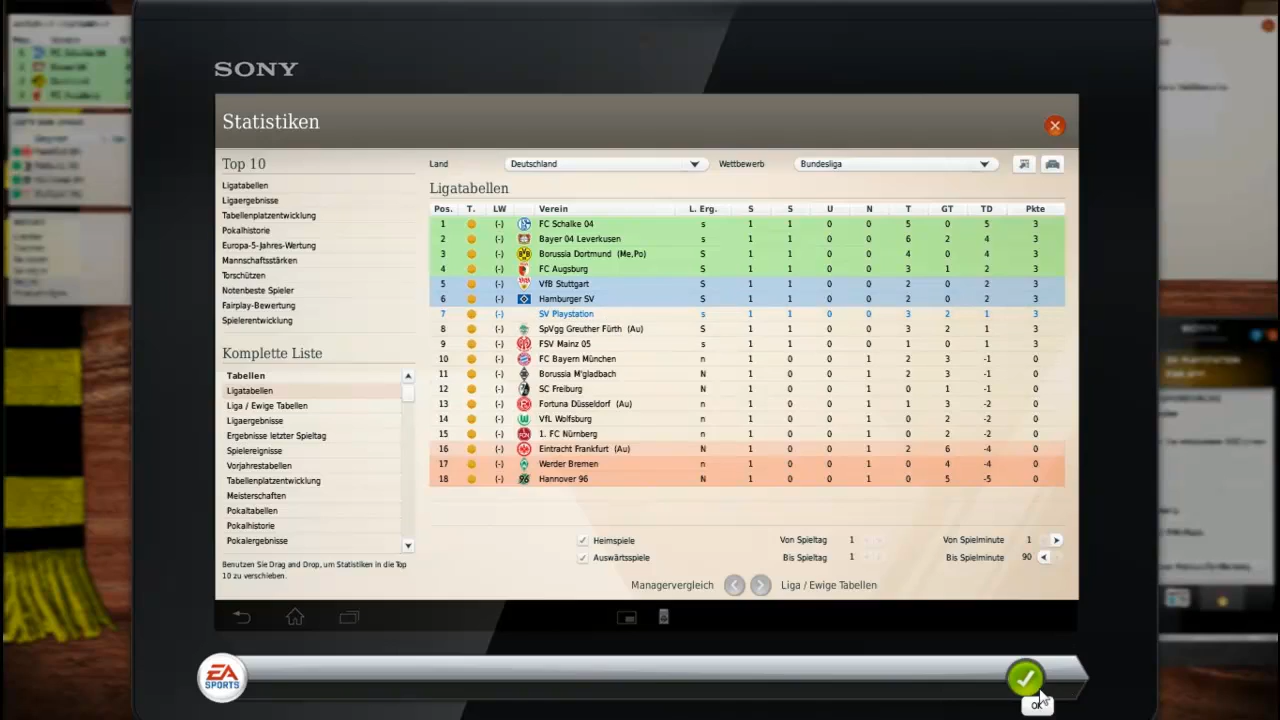 SONY
Statistiken
Top 10
Ligatabellen
Ligaergebnisse
Tabellenplatzentwicklung
Pokalhistorie
Europa-5-Jahres-Wertung
Mannschaftsstärken
Torschützen
Notenbeste Spieler
Fairplay-Bewertung
Spielerentwicklung
Komplette Liste
Tabellen
Ligatabellen
Liga / Ewige Tabellen
Ligaergebnisse
Ergebnisse letzter Spieltag
Spielereignisse
Vorjahrestabellen
Tabellenplatzentwicklung
Meisterschaften
Pokaltabellen
Pokalhistorie
Pokalergebnisse
Benutzen Sie Drag and Drop, um Statistiken in die Top
10 zu verschieben.
Land Deutschland Wettbewerb Bundesliga
Ligatabellen
Pos. T. LW Verein L. Erg. S S U N T GT TD Pkte
1 (-) FC Schalke 04 s 1 1 0 0 5 0 5 3
2 (-) Bayer 04 Leverkusen s 1 1 0 0 6 2 4 3
3 (-) Borussia Dortmund (Me,Po) S 1 1 0 0 4 0 4 3
4 (-) FC Augsburg S 1 1 0 0 3 1 2 3
5 (-) VfB Stuttgart S 1 1 0 0 2 0 2 3
6 (-) Hamburger SV S 1 1 0 0 2 0 2 3
7 (-) SV Playstation s 1 1 0 0 3 2 1 3
8 (-) SpVgg Greuther Fürth (Au) S 1 1 0 0 3 2 1 3
9 (-) FSV Mainz 05 s 1 1 0 0 1 0 1 3
10 (-) FC Bayern München n 1 0 0 1 2 3 -1 0
11 (-) Borussia M'gladbach N 1 0 0 1 2 3 -1 0
12 (-) SC Freiburg N 1 0 0 1 0 1 -1 0
13 (-) Fortuna Düsseldorf (Au) n 1 0 0 1 1 3 -2 0
14 (-) VfL Wolfsburg n 1 0 0 1 0 2 -2 0
15 (-) 1. FC Nürnberg n 1 0 0 1 0 2 -2 0
16 (-) Eintracht Frankfurt (Au) N 1 0 0 1 2 6 -4 0
17 (-) Werder Bremen n 1 0 0 1 0 4 -4 0
18 (-) Hannover 96 N 1 0 0 1 0 5 -5 0
Heimspiele Von Spieltag 1 Von Spielminute 1
Auswärtsspiele Bis Spieltag 1 Bis Spielminute 90
Managervergleich Liga / Ewige Tabellen
EA
SPORTS
OK